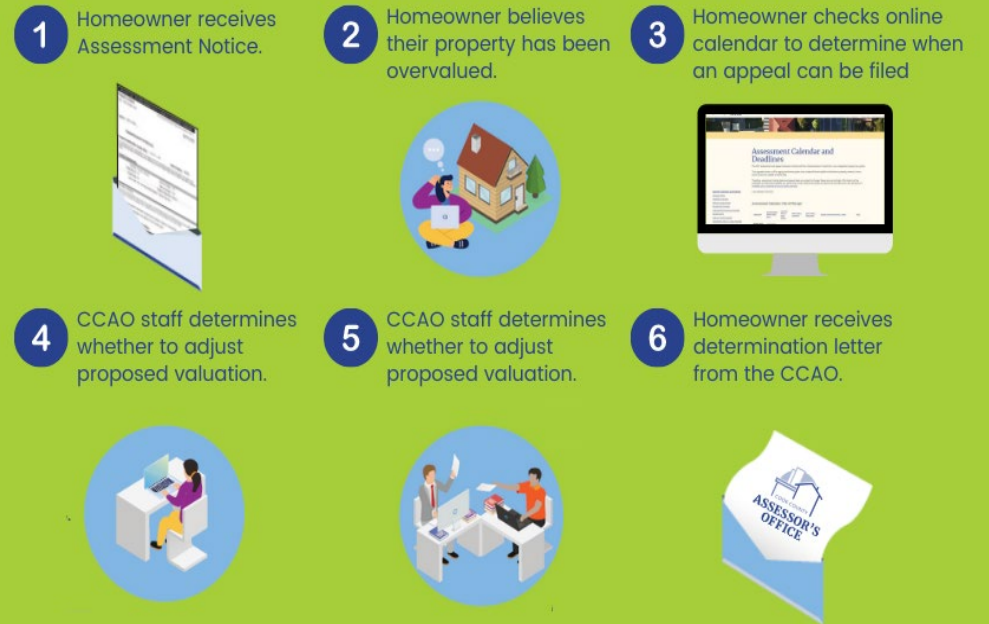 1
Homeowner receives
Assessment Notice.
2
Homeowner believes
their property has been
overvalued.
3
Homeowner checks online
calendar to determine when
an appeal can be filed
Assessment Calendar and
Deadlines
4
CCAO staff determines
whether to adjust
proposed valuation.
5
CCAO staff determines
whether to adjust
proposed valuation.
6
Homeowner receives
determination letter
from the CCAO.
COOK COUNTY
ASSESSOR'S
OFFICE